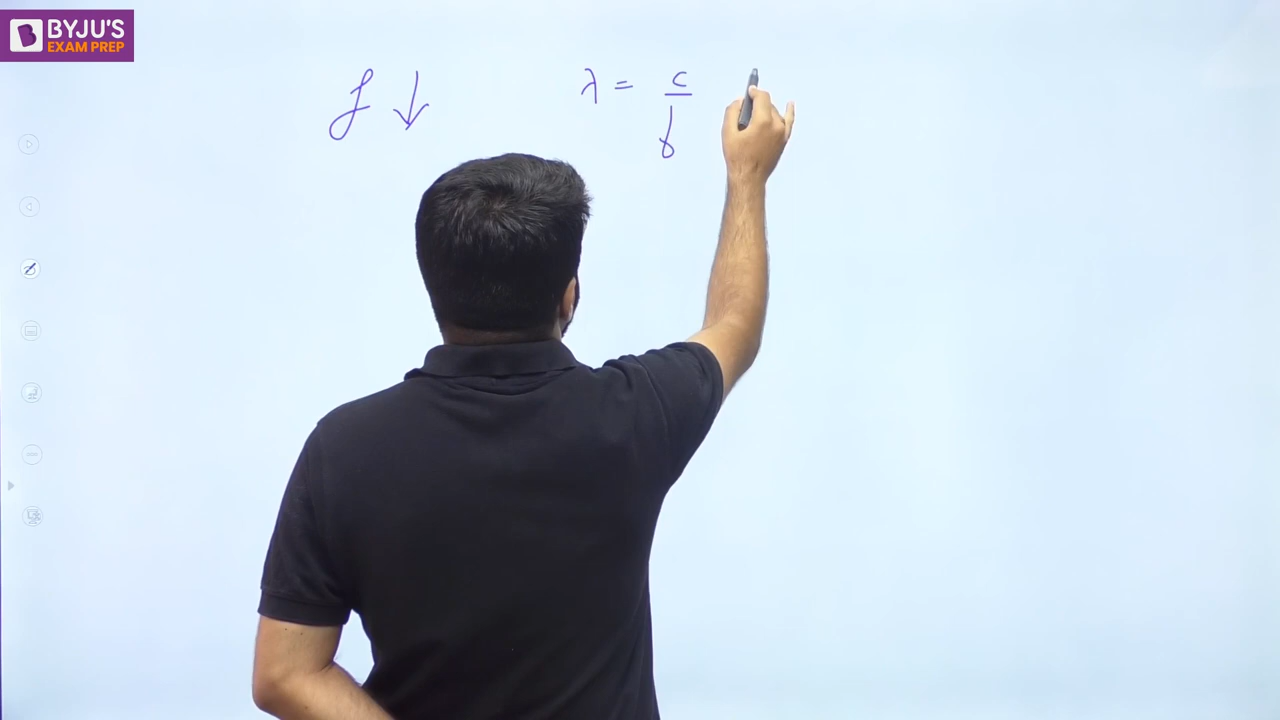 BYJU'S
EXAM PREP
f ↓
λ = c/f